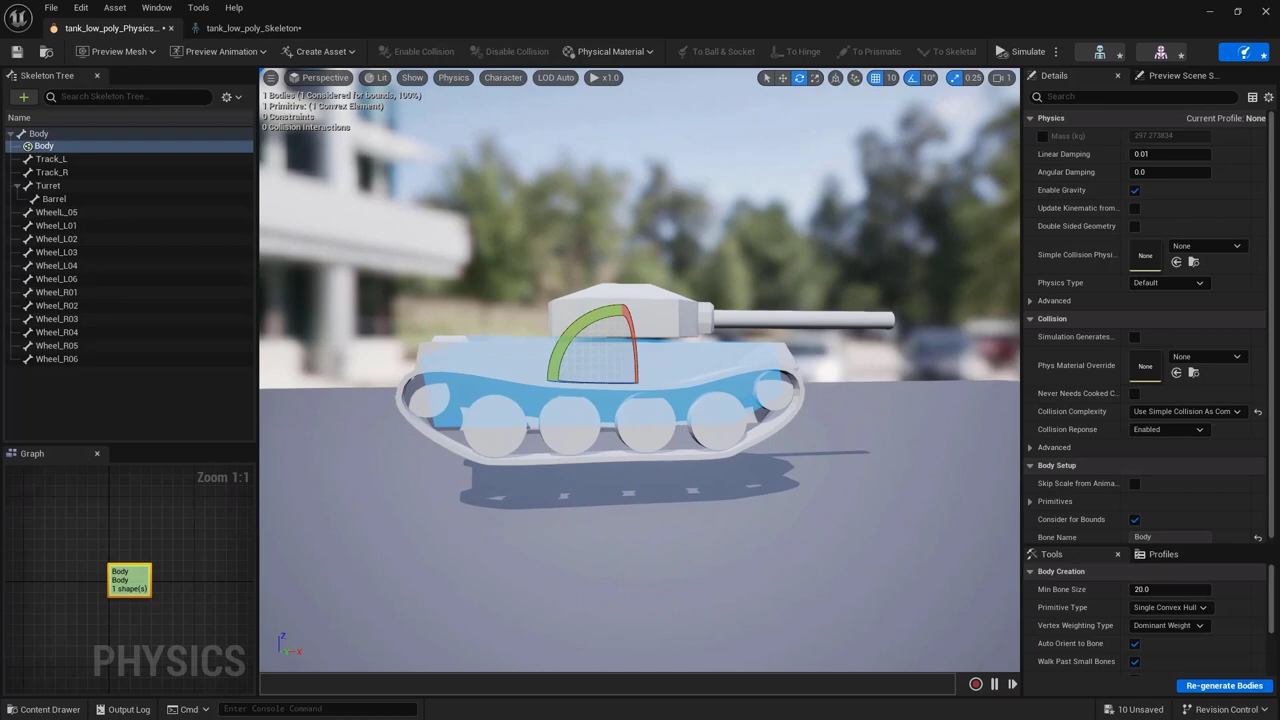 File Edit Asset Window Tools Help
tank_low_poly_Physics...•
tank_low_poly_Skeleton•
Preview Mesh
Preview Animation
Create Asset
Enable Collision
Disable Collision
Physical Material
To Ball & Socket
To Hinge
To Prismatic
To Skeletal
Simulate
Skeleton Tree
Search Skeleton Tree...
Name
Body
Body
Track_L
Track_R
Turret
Barrel
WheelL_05
Wheel_L01
Wheel_L02
Wheel_L03
Wheel_L04
Wheel_L06
Wheel_R01
Wheel_R02
Wheel_R03
Wheel_R04
Wheel_R05
Wheel_R06
Graph
Zoom 1:1
Body
Body
1 shape(s)
PHYSICS
Perspective Lit Show Physics Character LOD Auto x1.0
10 10° 0.25 1
1 Bodies (1 Considered for bounds, 100%)
1 Primitive: (1 Convex Element)
0 Constraints
0 Collision Interactions
Z
X
Details
Preview Scene S...
Search
Physics
Current Profile: None
Mass (kg) 297.273834
Linear Damping 0.01
Angular Damping 0.0
Enable Gravity
Update Kinematic from...
Double Sided Geometry
Simple Collision Physi... None None
Physics Type Default
Advanced
Collision
Simulation Generates...
Phys Material Override None None
Never Needs Cooked C...
Collision Complexity Use Simple Collision As Com
Collision Reponse Enabled
Advanced
Body Setup
Skip Scale from Anima...
Primitives
Consider for Bounds
Bone Name Body
Tools
Profiles
Body Creation
Min Bone Size 20.0
Primitive Type Single Convex Hull
Vertex Weighting Type Dominant Weight
Auto Orient to Bone
Walk Past Small Bones
Re-generate Bodies
Content Drawer
Output Log
Cmd
Enter Console Command
10 Unsaved
Revision Control